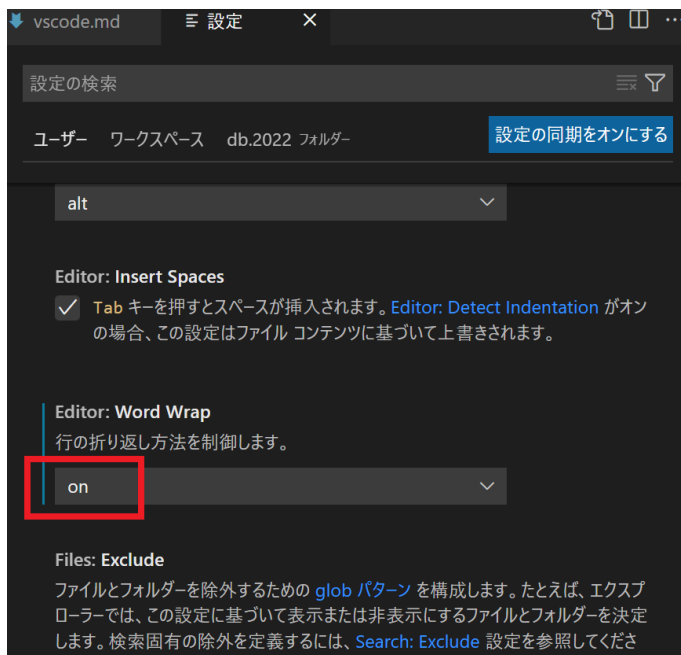 vscode.md 設定
設定の検索
ユーザー ワークスペース db.2022 フォルダー 設定の同期をオンにする
alt
Editor: Insert Spaces
Tab キーを押すとスペースが挿入されます。Editor: Detect Indentation がオン
の場合、この設定はファイル コンテンツに基づいて上書きされます。
Editor: Word Wrap
行の折り返し方法を制御します。
on
Files: Exclude
ファイルとフォルダーを除外するための glob パターン を構成します。たとえば、エクスプ
ローラーでは、この設定に基づいて表示または非表示にするファイルとフォルダーを決定
します。検索固有の除外を定義するには、Search: Exclude 設定を参照してくださ